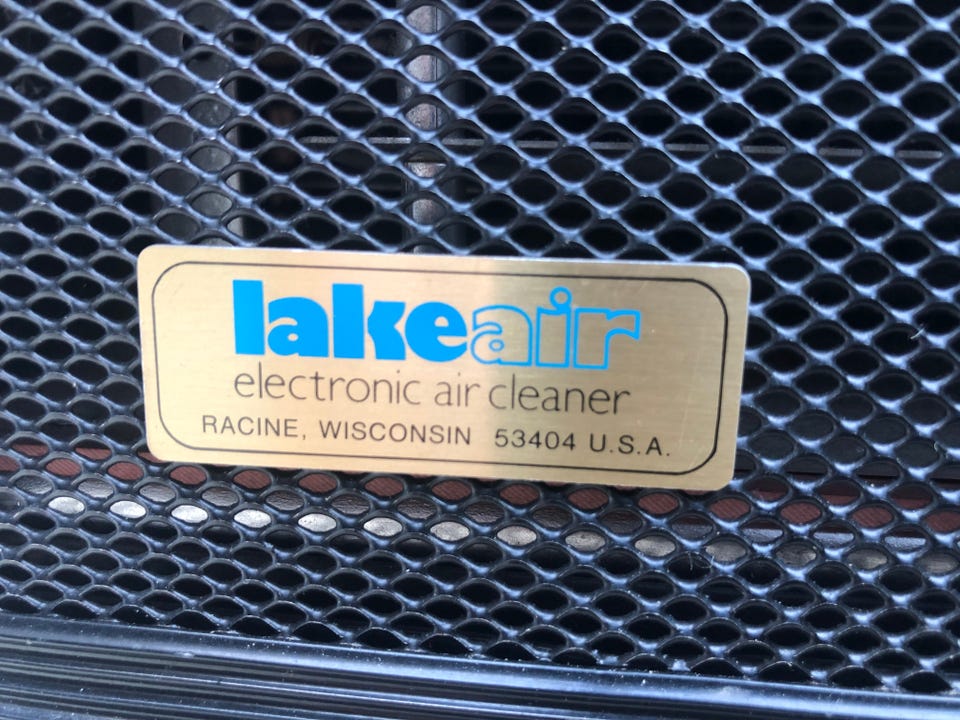 lakeair
electronic air cleaner
RACINE, WISCONSIN 53404 U.S.A.